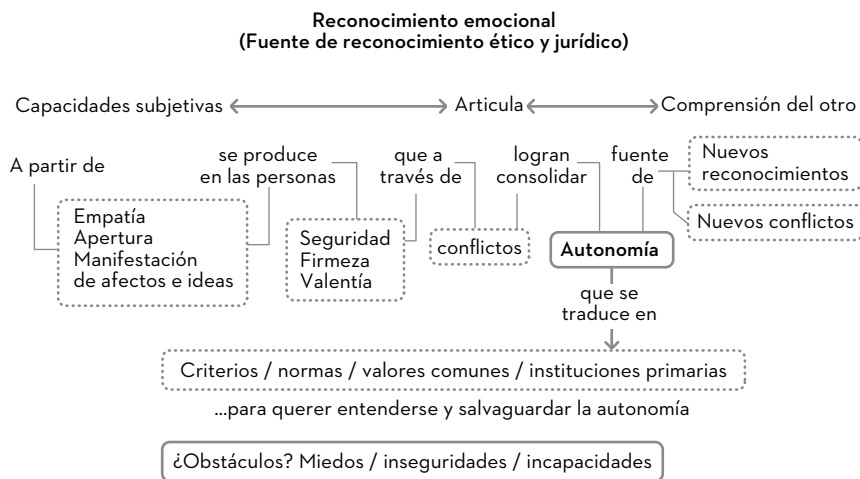 Reconocimiento emocional
(Fuente de reconocimiento ético y jurídico)
Capacidades subjetivas
Articula
Comprensión del otro
A partir de
Empatía
Apertura
Manifestación
de afectos e ideas
se produce
en las personas
Seguridad
Firmeza
Valentía
que a
través de
conflictos
logran
consolidar
Autonomía
fuente
de
Nuevos
reconocimientos
Nuevos conflictos
que se
traduce en
Criterios / normas / valores comunes / instituciones primarias
...para querer entenderse y salvaguardar la autonomía
¿Obstáculos? Miedos / inseguridades / incapacidades